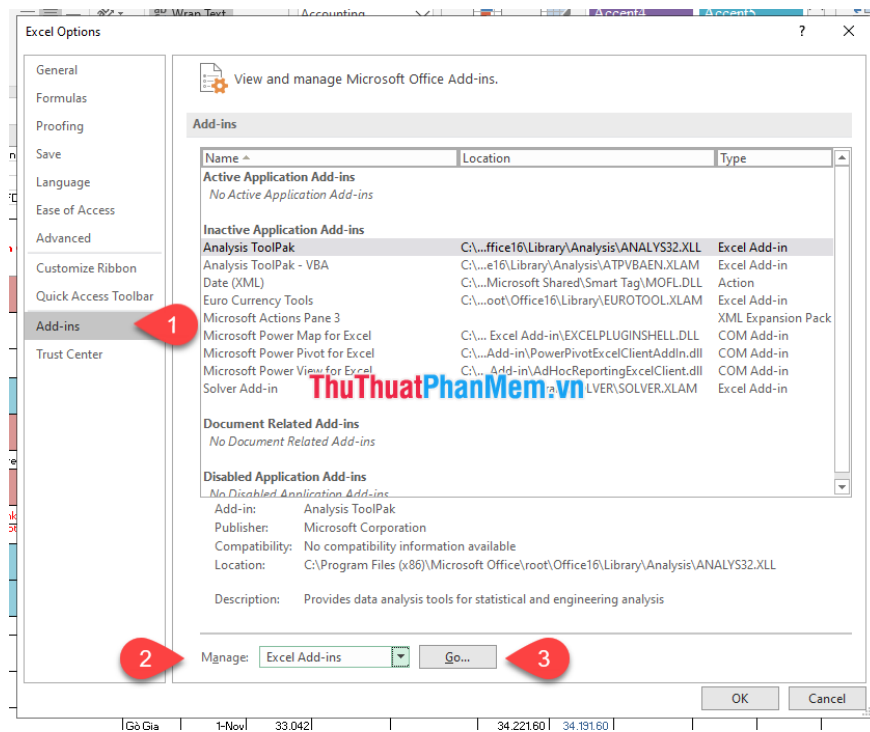 Wrap Text Accounting Accent4 Accent5
Excel Options ? ×
General
Formulas
Proofing
Save
Language
Ease of Access
Advanced
Customize Ribbon
Quick Access Toolbar
Add-ins 1
Trust Center
View and manage Microsoft Office Add-ins.
Add-ins
Name Location Type
Active Application Add-ins
No Active Application Add-ins
Inactive Application Add-ins
Analysis ToolPak C:\...ffice16\Library\Analysis\ANALYS32.XLL Excel Add-in
Analysis ToolPak - VBA C:\...e16\Library\Analysis\ATPVBAEN.XLAM Excel Add-in
Date (XML) C:\...Microsoft Shared\Smart Tag\MOFL.DLL Action
Euro Currency Tools C:\...oot\Office16\Library\EUROTOOL.XLAM Excel Add-in
Microsoft Actions Pane 3 XML Expansion Pack
Microsoft Power Map for Excel C:\... Excel Add-in\EXCELPLUGINSHELL.DLL COM Add-in
Microsoft Power Pivot for Excel C:\...Add-in\PowerPivotExcelClientAddIn.dll COM Add-in
Microsoft Power View for Excel C:\... Add-in\AdHocReportingExcelClient.dll COM Add-in
ThuThuatPhanMem.vn
Solver Add-in LVER\SOLVER.XLAM Excel Add-in
Document Related Add-ins
No Document Related Add-ins
Disabled Application Add-ins
No Disabled Application Add-ins
Add-in: Analysis ToolPak
Publisher: Microsoft Corporation
Compatibility: No compatibility information available
Location: C:\Program Files (x86)\Microsoft Office\root\Office16\Library\Analysis\ANALYS32.XLL
Description: Provides data analysis tools for statistical and engineering analysis
2 Manage: Excel Add-ins Go... 3
OK Cancel
Gò Gia 1-Nov 33.042 34.221.60 34.191.60